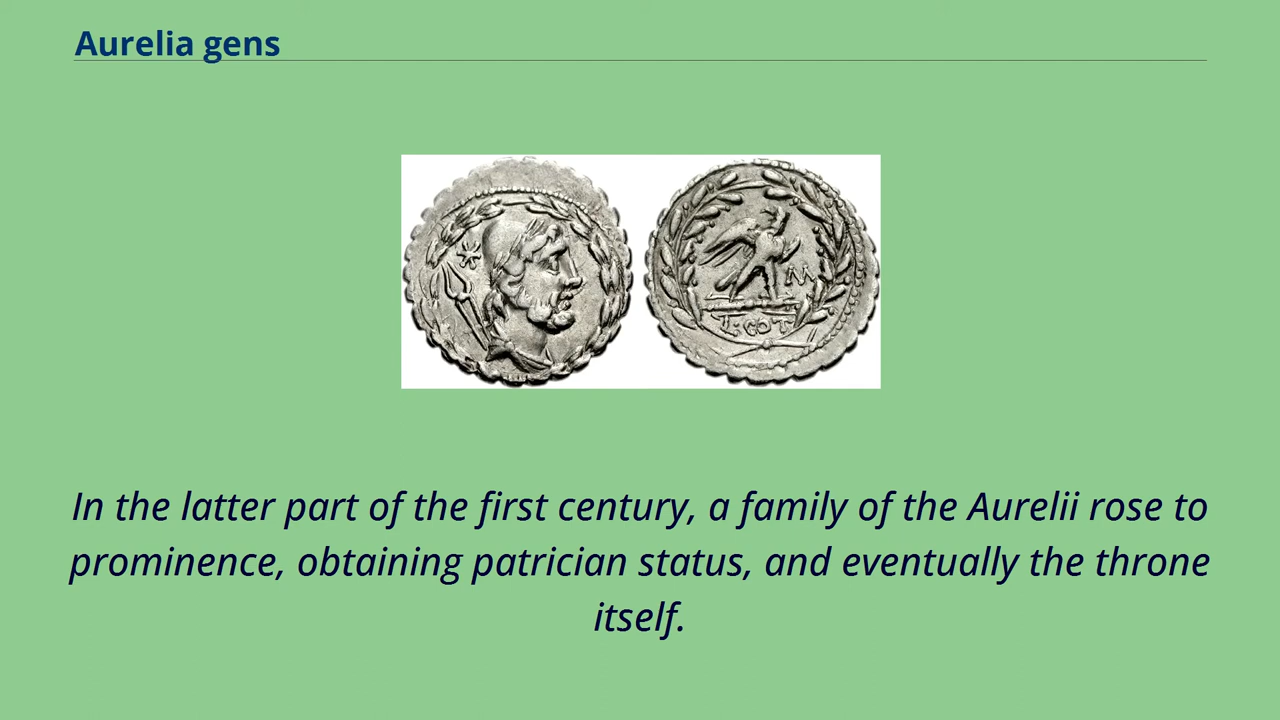 Aurelia gens
M
L·COT
In the latter part of the first century, a family of the Aurelii rose to
prominence, obtaining patrician status, and eventually the throne
itself.